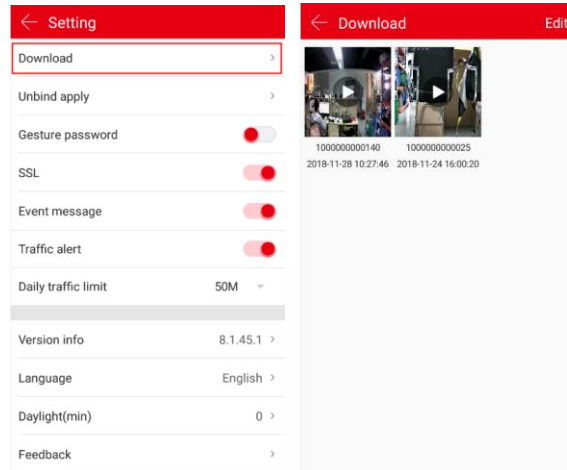 Setting
Download
Unbind apply
Gesture password
SSL
Event message
Traffic alert
Daily traffic limit 50M
Version info 8.1.45.1
Language English
Daylight(min) 0
Feedback
Download Edit
1000000000140 1000000000025
2018-11-28 10:27:46 2018-11-24 16:00:20